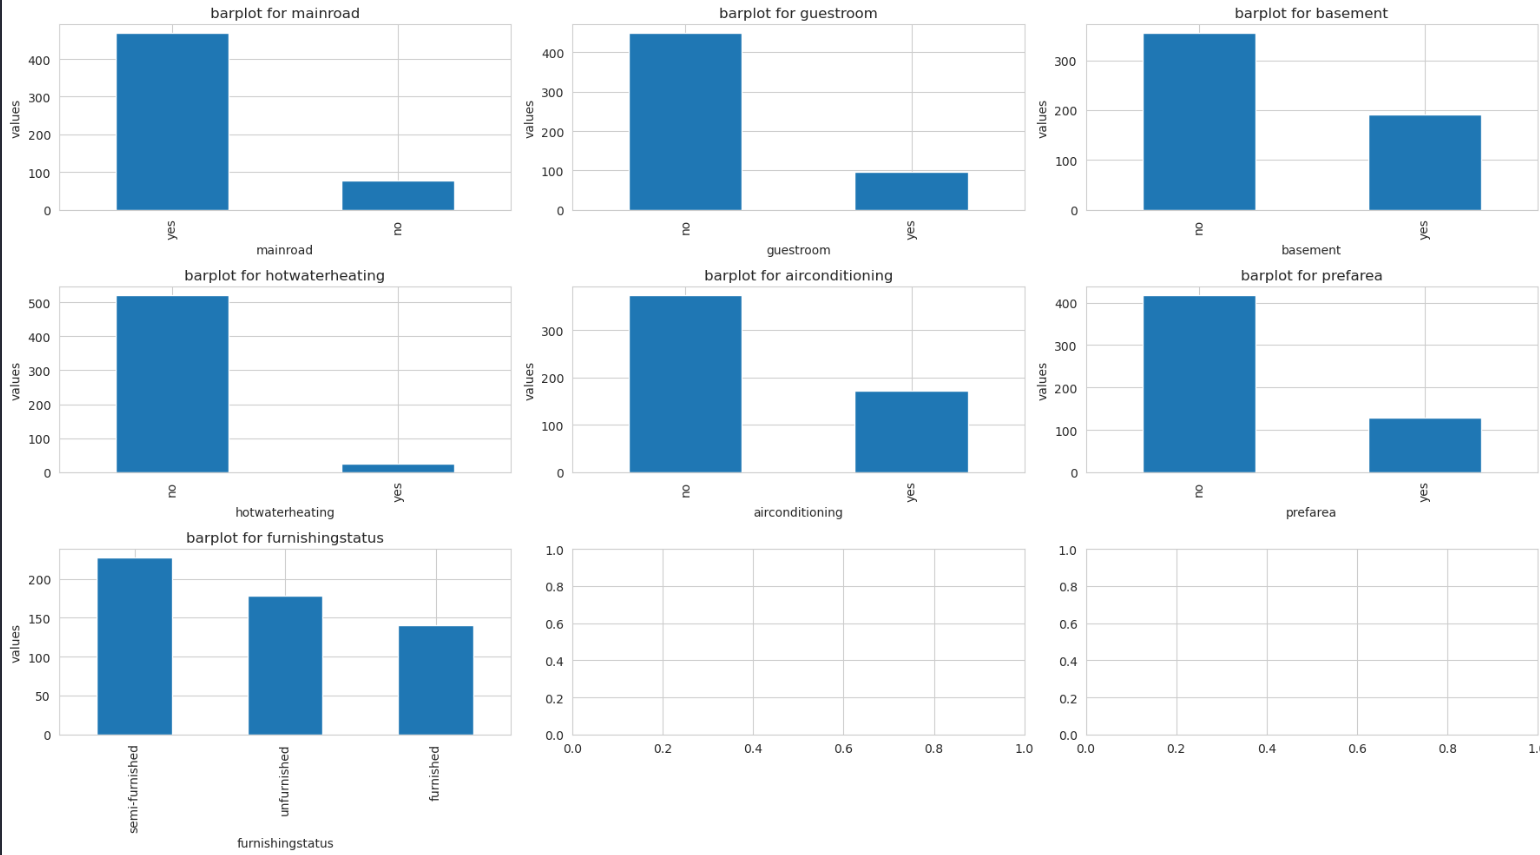 barplot for mainroad
values
400
300
200
100
0
yes
no
mainroad
barplot for guestroom
values
400
300
200
100
0
no
yes
guestroom
barplot for basement
values
300
200
100
0
no
yes
basement
barplot for hotwaterheating
values
500
400
300
200
100
0
no
yes
hotwaterheating
barplot for airconditioning
values
300
200
100
0
no
yes
airconditioning
barplot for prefarea
values
400
300
200
100
0
no
yes
prefarea
barplot for furnishingstatus
values
200
150
100
50
0
semi-furnished
unfurnished
furnished
furnishingstatus
1.0
0.8
0.6
0.4
0.2
0.0
0.0 0.2 0.4 0.6 0.8 1.0
1.0
0.8
0.6
0.4
0.2
0.0
0.0 0.2 0.4 0.6 0.8